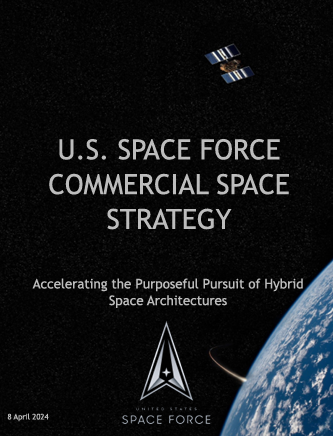 U.S. SPACE FORCE
COMMERCIAL SPACE
STRATEGY
Accelerating the Purposeful Pursuit of Hybrid
Space Architectures
UNITED STATES
SPACE FORCE
8 April 2024